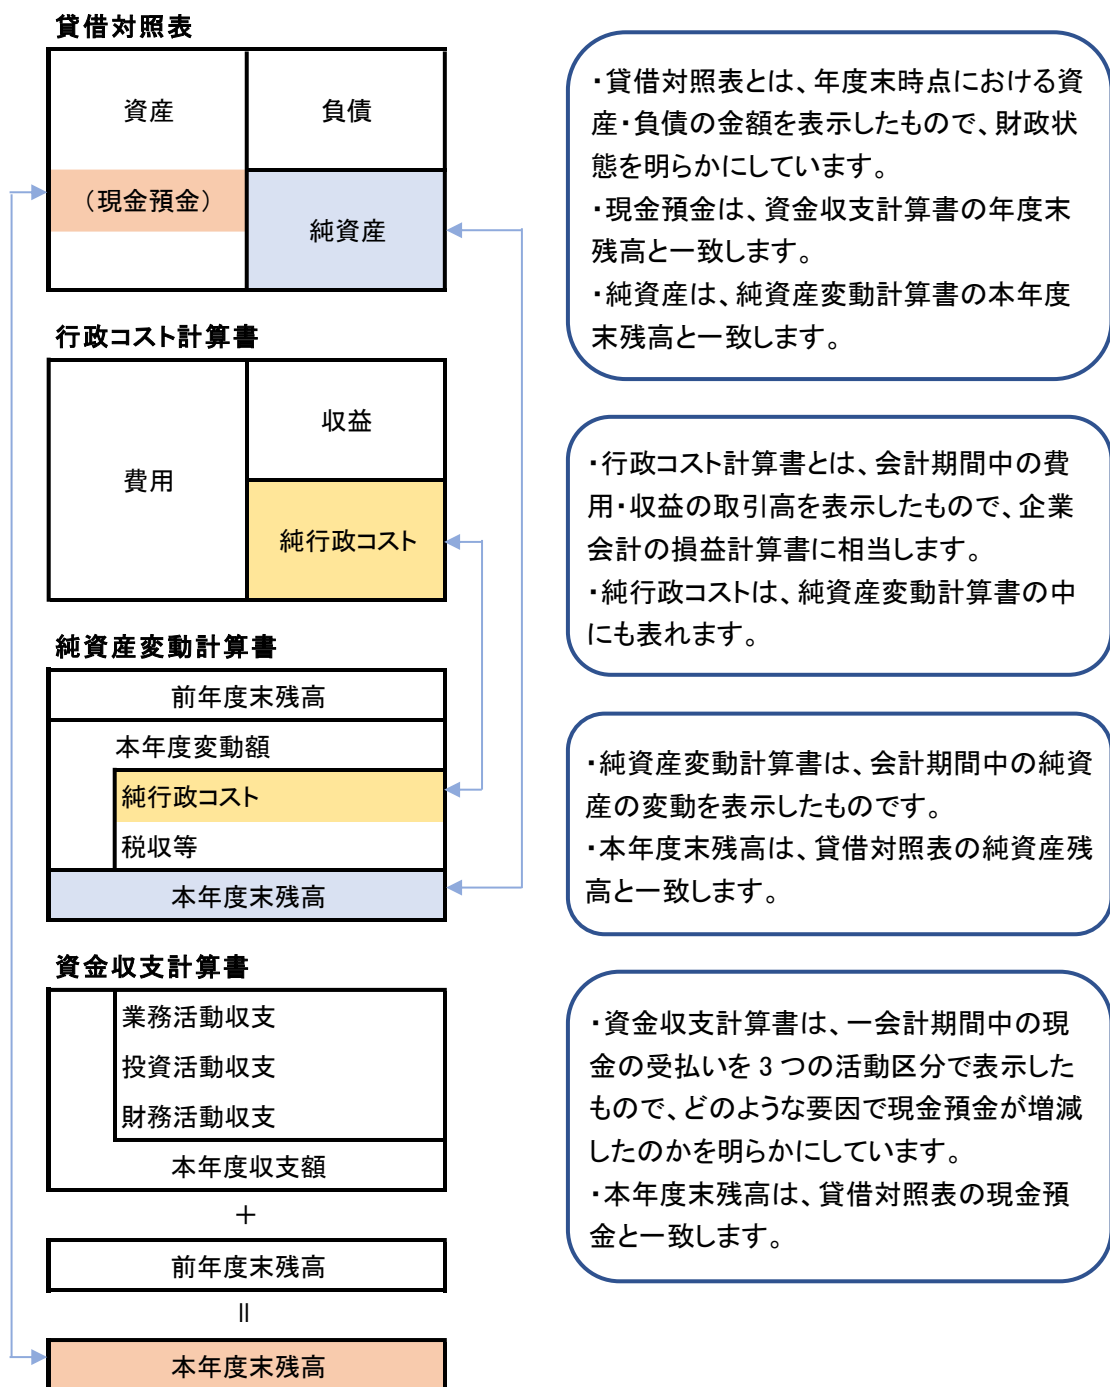 貸借対照表
資産
負債
（現金預金）
純資産
・貸借対照表とは、年度末時点における資
産・負債の金額を表示したもので、財政状
態を明らかにしています。
・現金預金は、資金収支計算書の年度末
残高と一致します。
・純資産は、純資産変動計算書の本年度
末残高と一致します。
行政コスト計算書
費用
収益
純行政コスト
・行政コスト計算書とは、会計期間中の費
用・収益の取引高を表示したもので、企業
会計の損益計算書に相当します。
・純行政コストは、純資産変動計算書の中
にも表れます。
純資産変動計算書
前年度末残高
本年度変動額
純行政コスト
税収等
本年度末残高
・純資産変動計算書は、会計期間中の純資
産の変動を表示したものです。
・本年度末残高は、貸借対照表の純資産残
高と一致します。
資金収支計算書
業務活動収支
投資活動収支
財務活動収支
本年度収支額
＋
前年度末残高
＝
本年度末残高
・資金収支計算書は、一会計期間中の現
金の受払いを 3 つの活動区分で表示した
もので、どのような要因で現金預金が増減
したのかを明らかにしています。
・本年度末残高は、貸借対照表の現金預
金と一致します。